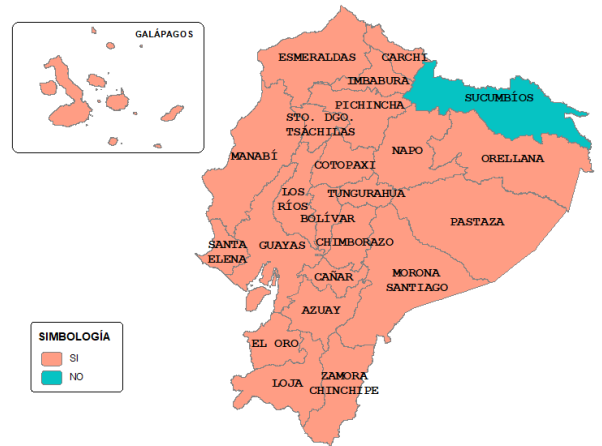 GALÁPAGOS
ESMERALDAS
CARCHI
IMBABURA
SUCUMBÍOS
PICHINCHA
STO. DGO.
TSÁCHILAS
MANABÍ
NAPO
ORELLANA
COTOPAXI
LOS
RÍOS
TUNGURAHUA
BOLÍVAR
PASTAZA
SANTA
ELENA
GUAYAS
CHIMBORAZO
CAÑAR
MORONA
SANTIAGO
AZUAY
EL ORO
LOJA
ZAMORA
CHINCHIPE
SIMBOLOGÍA
SI
NO